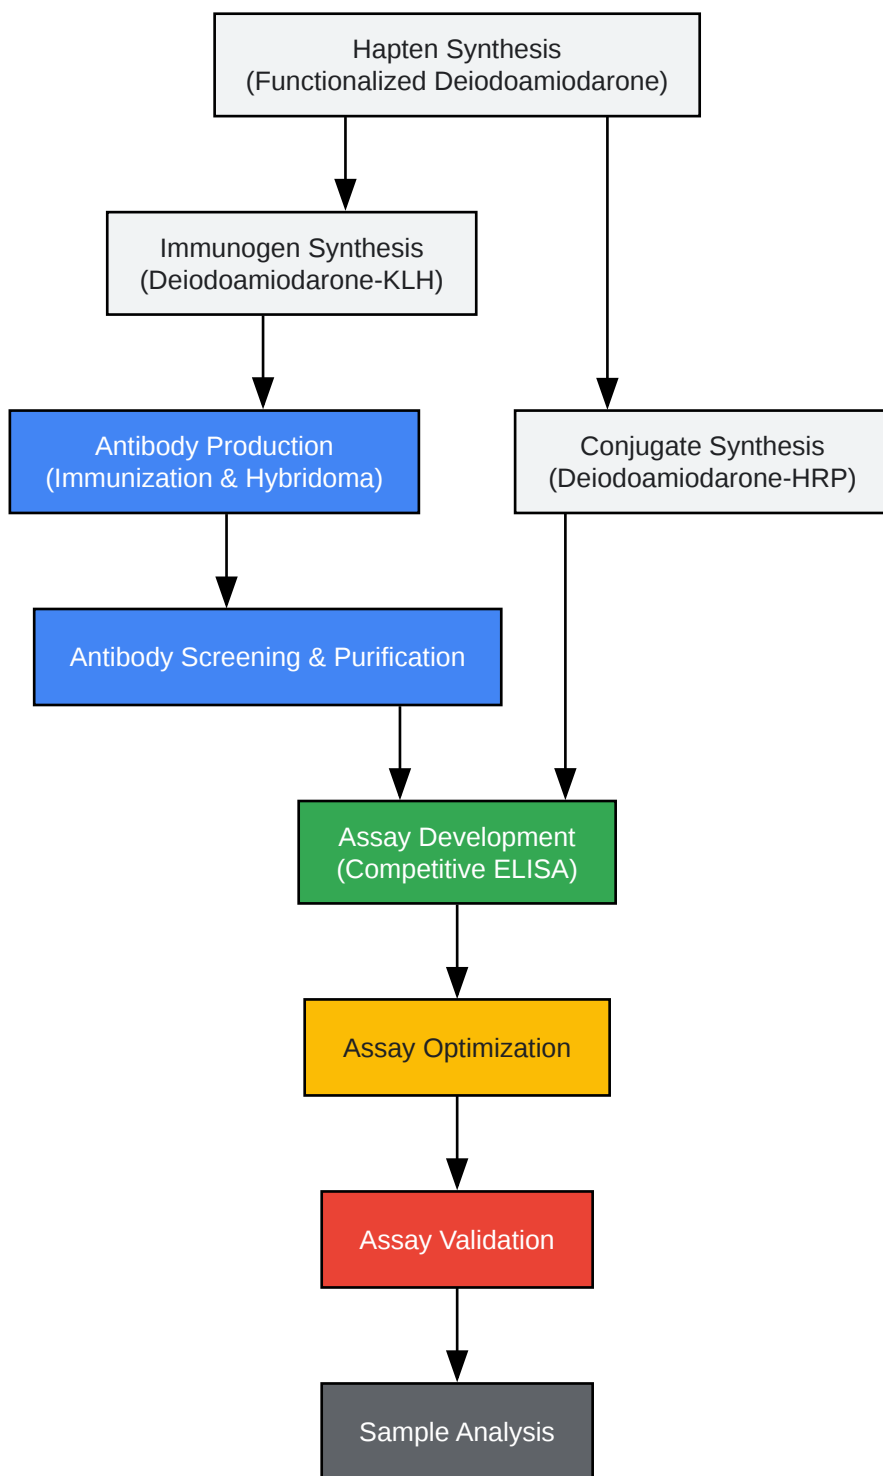 Hapten Synthesis
(Functionalized Deiodoamiodarone)
Immunogen Synthesis
(Deiodoamiodarone-KLH)
Antibody Production
(Immunization & Hybridoma)
Conjugate Synthesis
(Deiodoamiodarone-HRP)
Antibody Screening & Purification
Assay Development
(Competitive ELISA)
Assay Optimization
Assay Validation
Sample Analysis